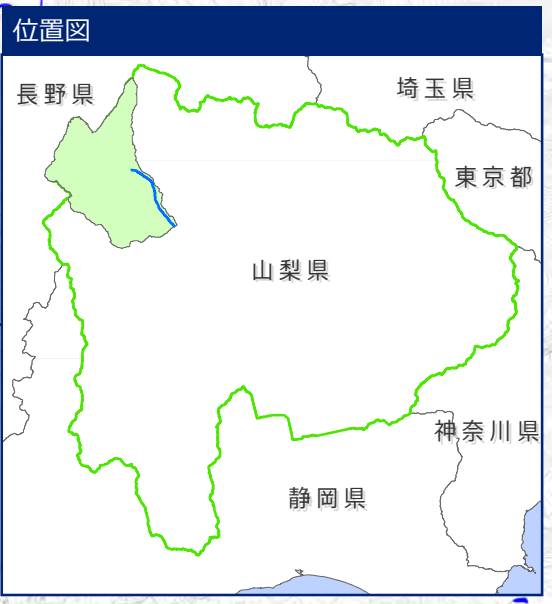 位置図
長野県
埼玉県
東京都
山梨県
神奈川県
静岡県